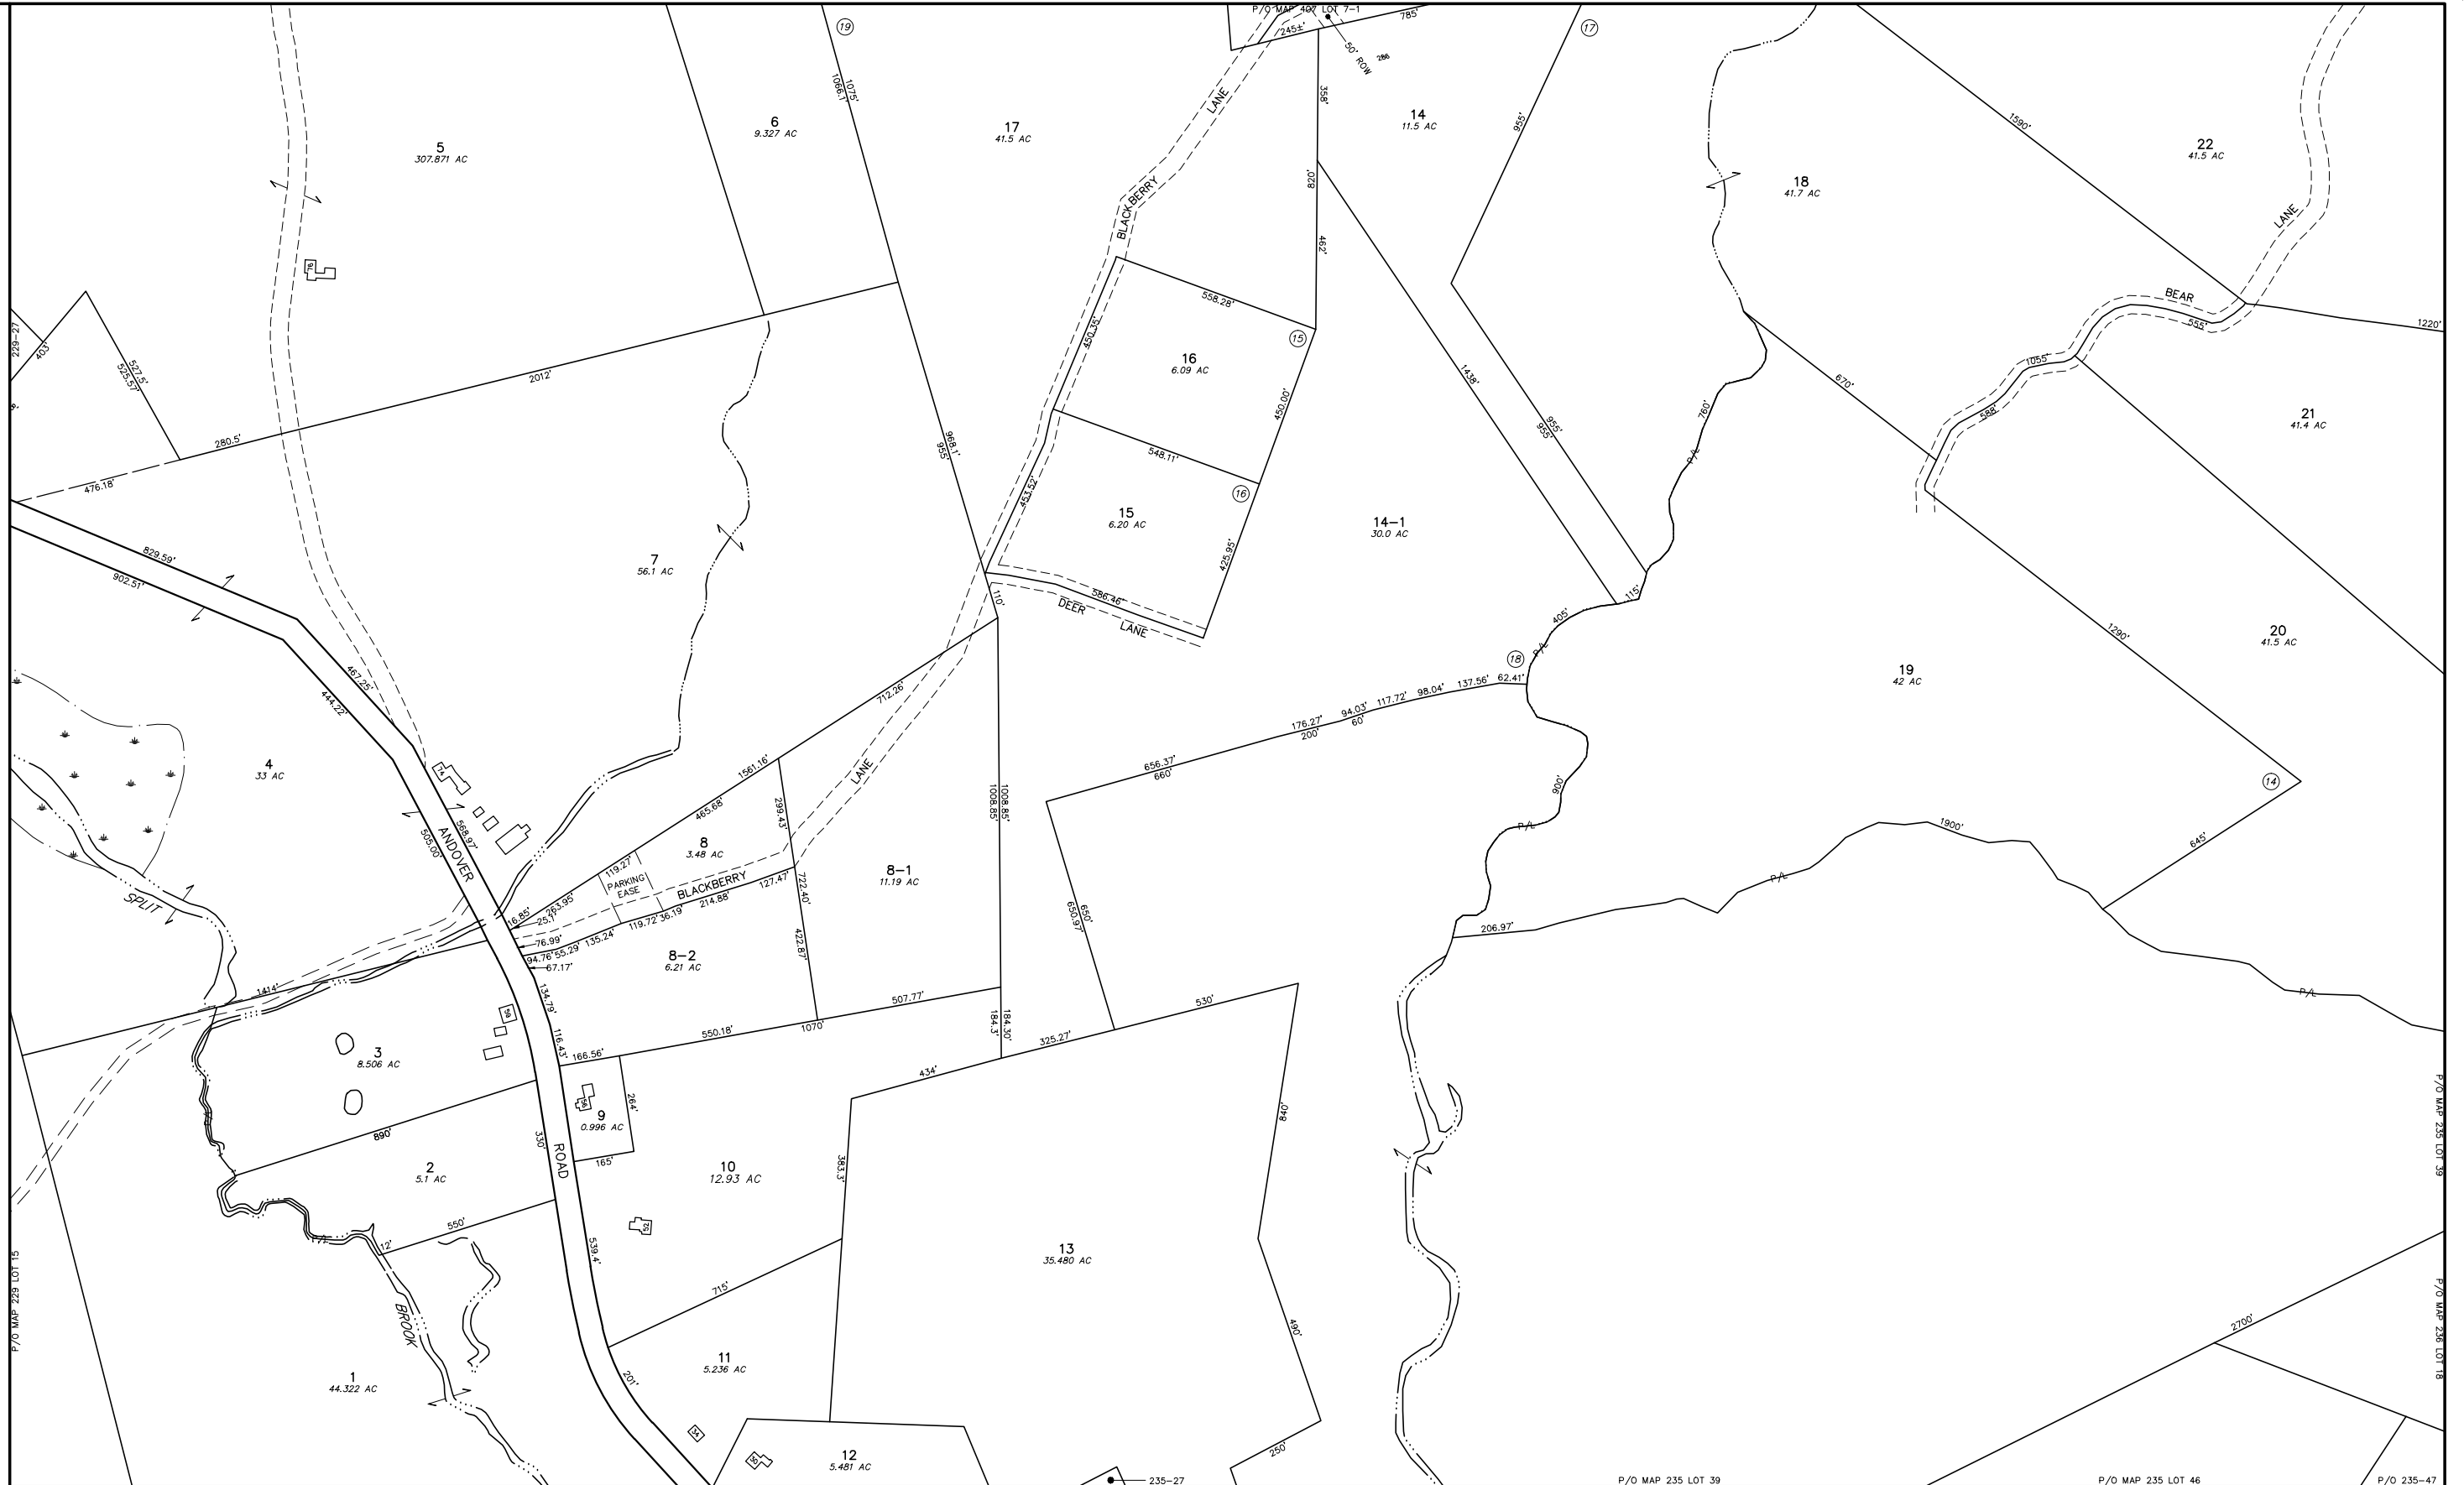 P/O MAP 407 LOT 7-1
785'
245±'
50' ROW
286
19
17
1075'
1066.1'
5
307.871 AC
6
9.327 AC
17
41.5 AC
LANE
BLACKBERRY
358'
820'
462'
14
11.5 AC
955'
18
41.7 AC
1590'
22
41.5 AC
LANE
BEAR
555'
1220'
1055'
588'
670'
21
41.4 AC
76
229-27
403'
527.5'
525.57'
2012'
280.5'
476.18'
968.1'
955'
558.28'
450.35'
15
16
6.09 AC
450.00'
548.11'
16
453.52'
15
6.20 AC
425.95'
1438'
955'
955'
760'
P/L
14-1
30.0 AC
829.59'
902.51'
7
56.1 AC
110'
586.46'
DEER
LANE
115'
405'
P/L
18
467.25'
444.22'
712.26'
1290'
20
41.5 AC
19
42 AC
62.41'
137.56'
98.04'
117.72'
94.03'
60'
176.27'
200'
656.37'
660'
4
33 AC
74
1561.16'
465.68'
LANE
299.43'
1008.85'
1008.85'
900'
P/L
14
1900'
645'
P/L
568.97'
505.00'
ANDOVER
8
3.48 AC
119.27'
PARKING
EASE
BLACKBERRY
127.47'
214.88'
36.19'
119.72'
135.24'
55.29'
94.76'
263.95'
16.85'
25.1'
76.99'
67.17'
722.40'
422.87'
8-1
11.19 AC
8-2
6.21 AC
650'
650.97'
206.97'
P/L
SPLIT
1414'
134.79'
116.43'
58
507.77'
550.18'
1070'
166.56'
184.30'
184.3'
530'
325.27'
434'
3
8.506 AC
56
9
0.996 AC
264'
165'
890'
330'
ROAD
2
5.1 AC
550'
12'
10
12.93 AC
383.3'
840'
52
539.4'
13
35.480 AC
715'
490'
BROOK
1
44.322 AC
11
5.236 AC
201'
34
12
5.481 AC
250'
235-27
2700'
P/O MAP 229 LOT 15
P/O MAP 235 LOT 39
P/O MAP 236 LOT 18
P/O MAP 235 LOT 39
P/O MAP 235 LOT 46
P/O 235-47